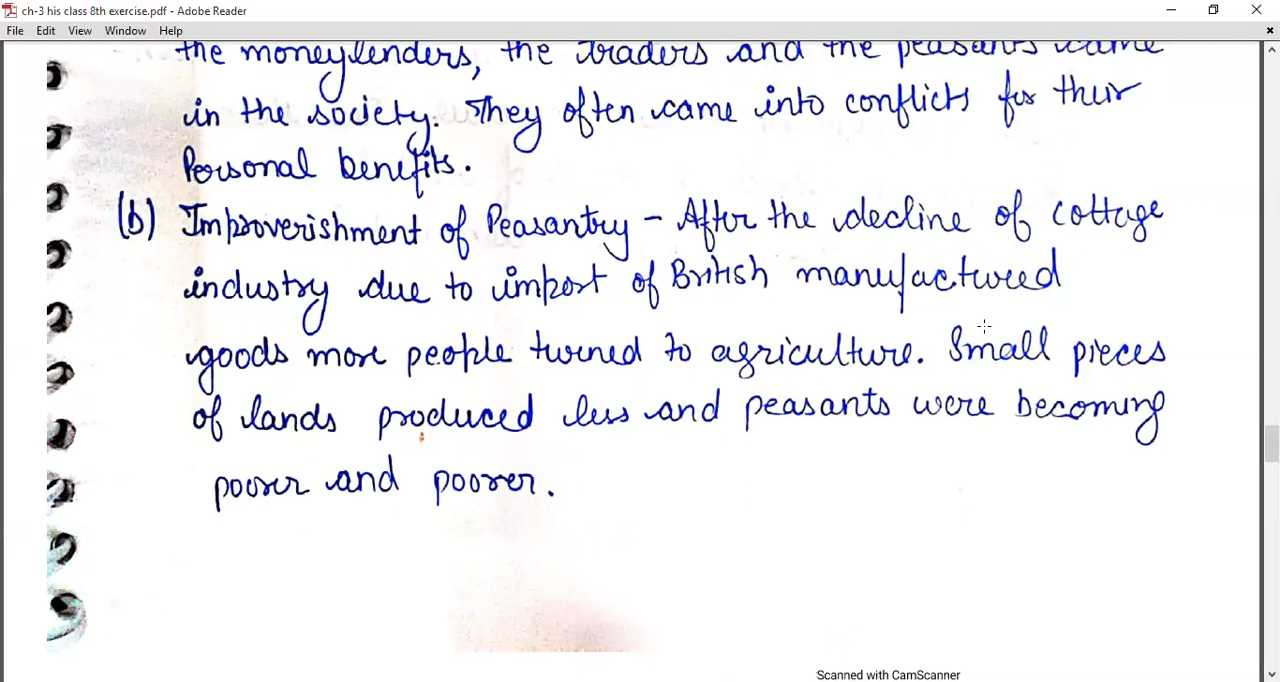 ch-3 his class 8th exercise.pdf - Adobe Reader
File Edit View Window Help
the moneylenders, the traders and the peasants came
in the society. They often came into conflicts for their
Personal benefits.
(b) Improverishment of Peasantry - After the decline of cottage
industry due to import of British manufactured
goods more people turned to agriculture. Small pieces
of lands produced less and peasants were becoming
poorer and poorer.
Scanned with CamScanner